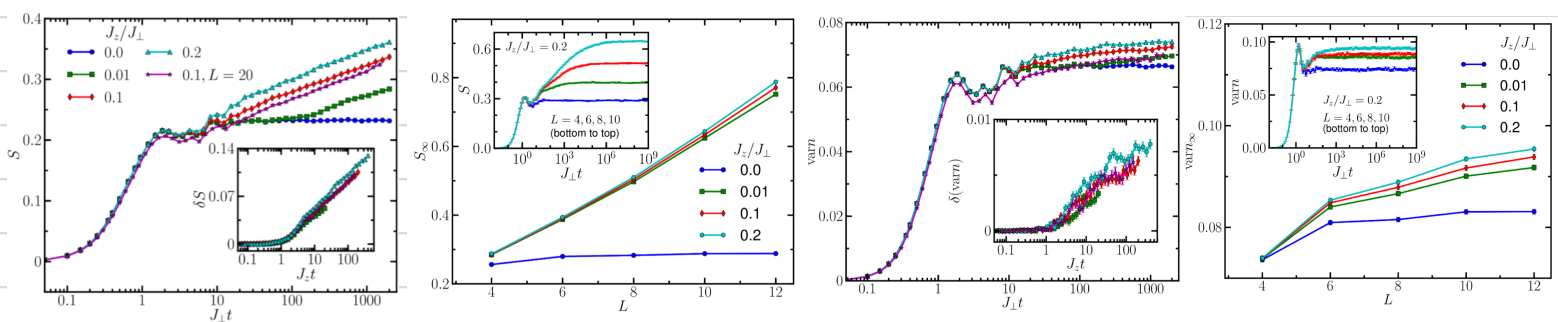 0.4
0.3
0.2
0.1
0
S
J_z/J_⊥
0.0
0.01
0.1
0.2
0.1, L = 20
0.14
0.07
0
δS
0.1 1 10 100
J_z t
0.1 1 10 100 1000
J_⊥t
0.8
0.6
0.4
0.2
S_∞
0.6
0.3
0.0
S
J_z/J_⊥ = 0.2
L = 4, 6, 8, 10
(bottom to top)
10^0 10^3 10^6 10^9
J_⊥t
J_z/J_⊥
0.0
0.01
0.1
0.2
4 6 8 10 12
L
0.08
0.06
0.04
0.02
0
varn
0.01
0
δ(varn)
0.1 1 10 100
J_z t
0.1 1 10 100 1000
J_⊥t
0.12
0.10
0.08
varn_∞
0.10
0.05
0.00
varn
J_z/J_⊥ = 0.2
L = 4, 6, 8, 10
(bottom to top)
10^0 10^3 10^6 10^9
J_⊥t
J_z/J_⊥
0.0
0.01
0.1
0.2
4 6 8 10 12
L